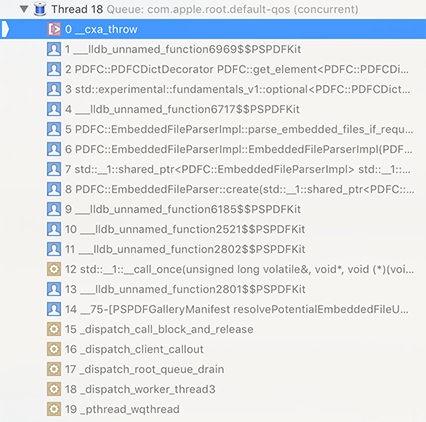 Thread 18 Queue: com.apple.root.default-qos (concurrent)
0 __cxa_throw
1 ___lldb_unnamed_function6969$$PSPDFKit
2 PDFC::PDFCDictDecorator PDFC::get_element<PDFC::PDFCDi...
3 std::experimental::fundamentals_v1::optional<PDFC::PDFCDict...
4 ___lldb_unnamed_function6717$$PSPDFKit
5 PDFC::EmbeddedFileParserImpl::parse_embedded_files_if_requ...
6 PDFC::EmbeddedFileParserImpl::EmbeddedFileParserImpl(PDF...
7 std::__1::shared_ptr<PDFC::EmbeddedFileParserImpl> std::__1::...
8 PDFC::EmbeddedFileParser::create(std::__1::shared_ptr<PDFC:...
9 ___lldb_unnamed_function6185$$PSPDFKit
10 ___lldb_unnamed_function2521$$PSPDFKit
11 ___lldb_unnamed_function2802$$PSPDFKit
12 std::__1::__call_once(unsigned long volatile&, void*, void (*)(voi...
13 ___lldb_unnamed_function2801$$PSPDFKit
14 __75-[PSPDFGalleryManifest resolvePotentialEmbeddedFileU...
15 _dispatch_call_block_and_release
16 _dispatch_client_callout
17 _dispatch_root_queue_drain
18 _dispatch_worker_thread3
19 _pthread_wqthread